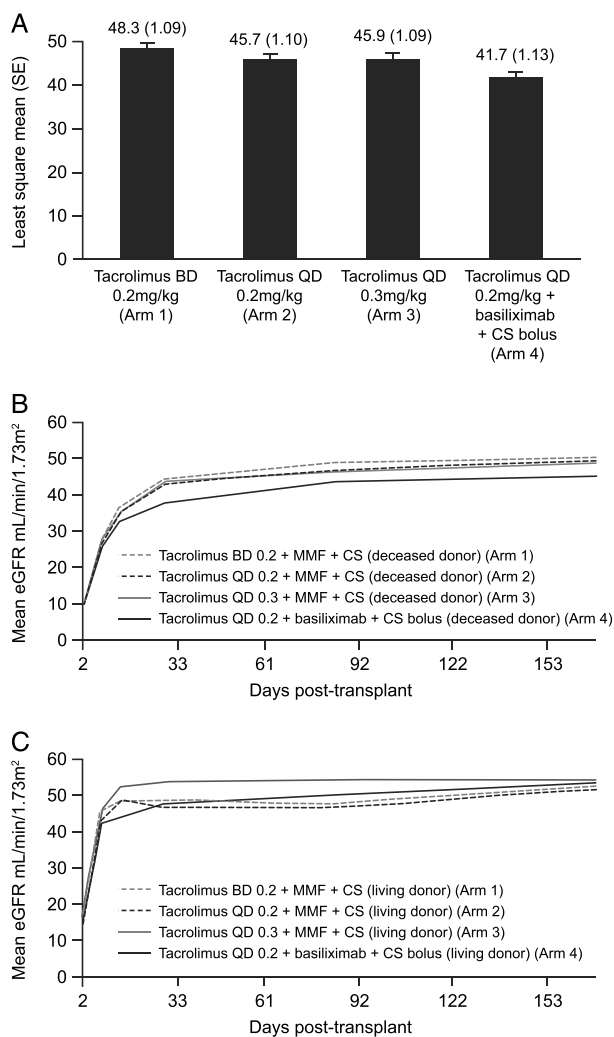 A
48.3 (1.09)
45.7 (1.10)
45.9 (1.09)
41.7 (1.13)
Least square mean (SE)
50
40
30
20
10
0
Tacrolimus BD
0.2mg/kg
(Arm 1)
Tacrolimus QD
0.2mg/kg
(Arm 2)
Tacrolimus QD
0.3mg/kg
(Arm 3)
Tacrolimus QD
0.2mg/kg +
basiliximab
+ CS bolus
(Arm 4)
B
Mean eGFR mL/min/1.73m²
60
50
40
30
20
10
0
Tacrolimus BD 0.2 + MMF + CS (deceased donor) (Arm 1)
Tacrolimus QD 0.2 + MMF + CS (deceased donor) (Arm 2)
Tacrolimus QD 0.3 + MMF + CS (deceased donor) (Arm 3)
Tacrolimus QD 0.2 + basiliximab + CS bolus (deceased donor) (Arm 4)
2 33 61 92 122 153
Days post-transplant
C
Mean eGFR mL/min/1.73m²
60
50
40
30
20
10
0
Tacrolimus BD 0.2 + MMF + CS (living donor) (Arm 1)
Tacrolimus QD 0.2 + MMF + CS (living donor) (Arm 2)
Tacrolimus QD 0.3 + MMF + CS (living donor) (Arm 3)
Tacrolimus QD 0.2 + basiliximab + CS bolus (living donor) (Arm 4)
2 33 61 92 122 153
Days post-transplant